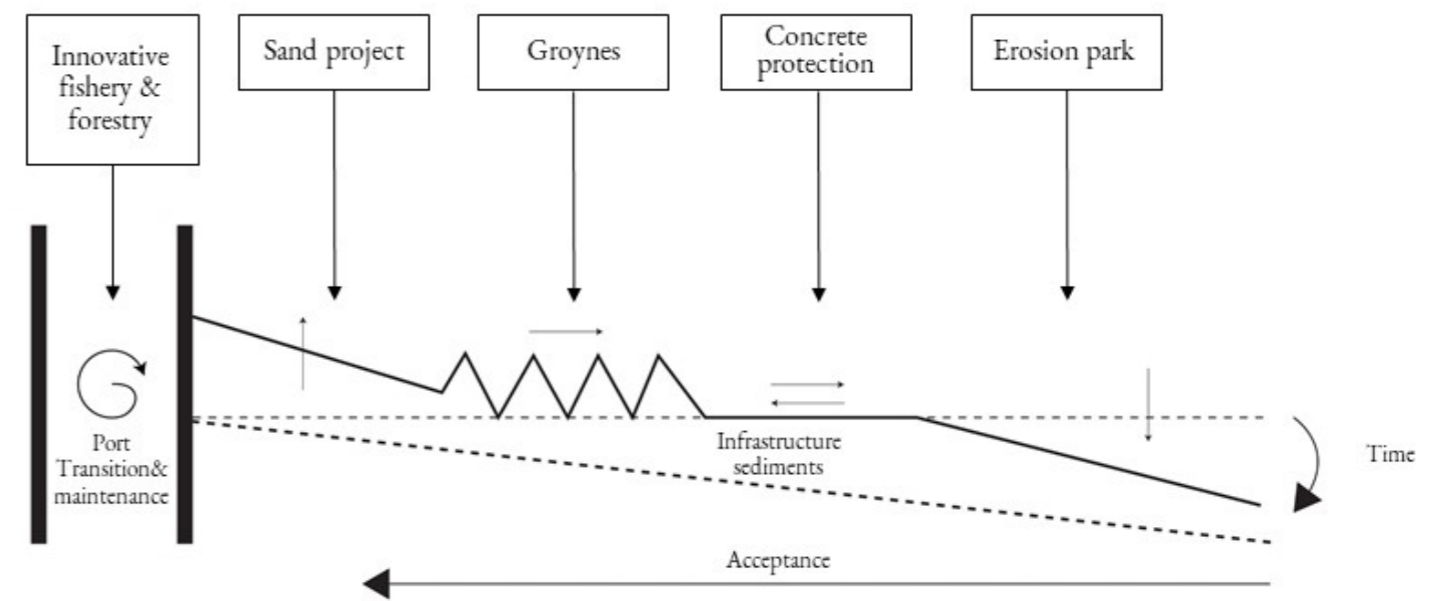 Innovative
fishery &
forestry
Sand project
Groynes
Concrete
protection
Erosion park
Port
Transition&
maintenance
Infrastructure
sediments
Time
Acceptance